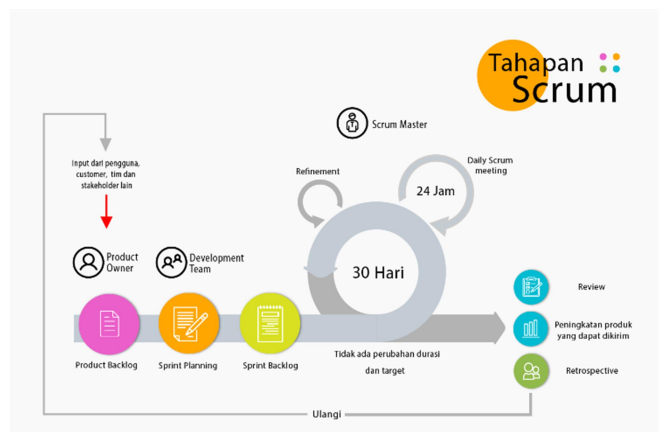 Tahapan
Scrum
Scrum Master
Input dari pengguna,
customer, tim dan
stakeholder lain
Refinement
Daily Scrum
meeting
24 Jam
Product
Owner
Development
Team
30 Hari
Review
Peningkatan produk
yang dapat dikirim
Retrospective
Product Backlog
Sprint Planning
Sprint Backlog
Tidak ada perubahan durasi
dan target
Ulangi